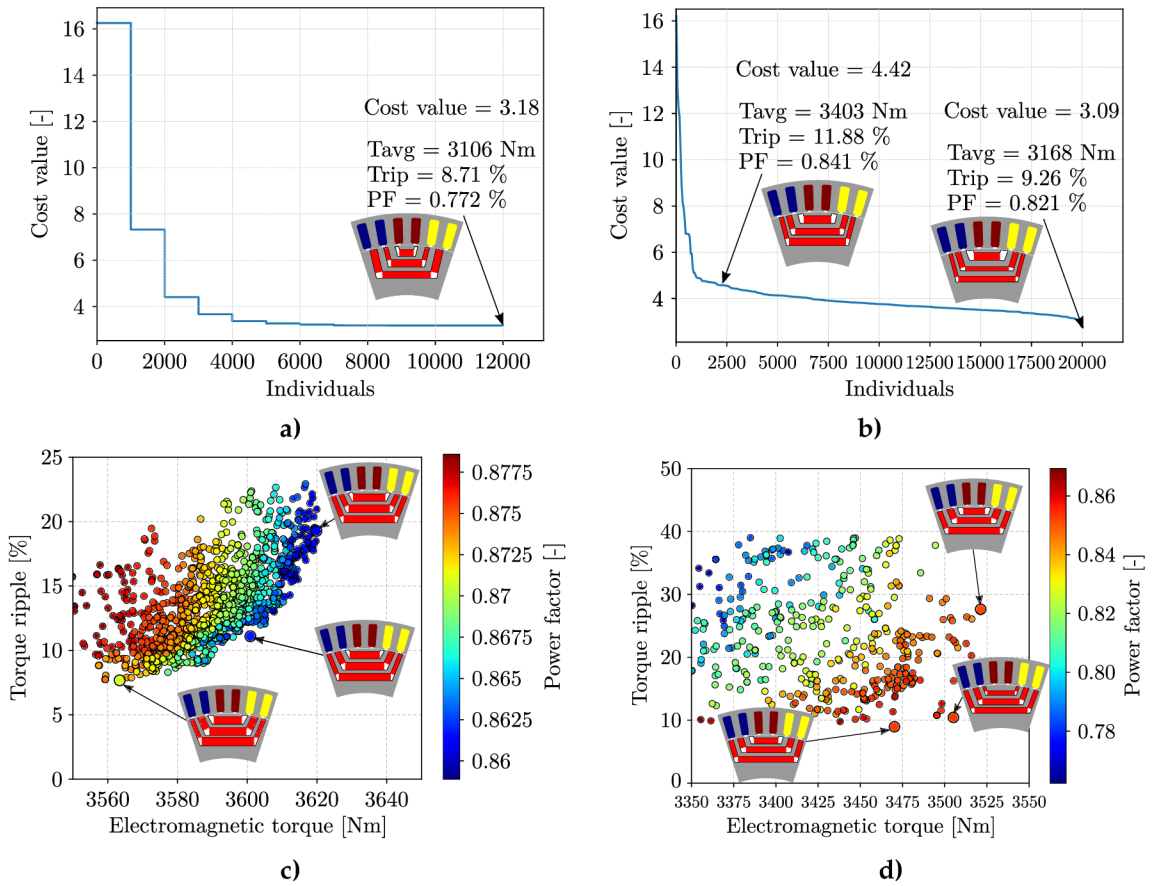 16
14
12
10
8
6
4
Cost value [-]
Cost value = 3.18
Tavg = 3106 Nm
Trip = 8.71 %
PF = 0.772 %
0 2000 4000 6000 8000 10000 12000
Individuals
a)
16
14
12
10
8
6
4
Cost value [-]
Cost value = 4.42
Tavg = 3403 Nm
Trip = 11.88 %
PF = 0.841 %
Cost value = 3.09
Tavg = 3168 Nm
Trip = 9.26 %
PF = 0.821 %
0 2500 5000 7500 10000 12500 15000 17500 20000
Individuals
b)
25
20
15
10
5
0
Torque ripple [%]
3560 3580 3600 3620 3640
Electromagnetic torque [Nm]
0.8775
0.875
0.8725
0.87
0.8675
0.865
0.8625
0.86
Power factor [-]
c)
50
40
30
20
10
0
Torque ripple [%]
3350 3375 3400 3425 3450 3475 3500 3525 3550
Electromagnetic torque [Nm]
0.86
0.84
0.82
0.80
0.78
Power factor [-]
d)